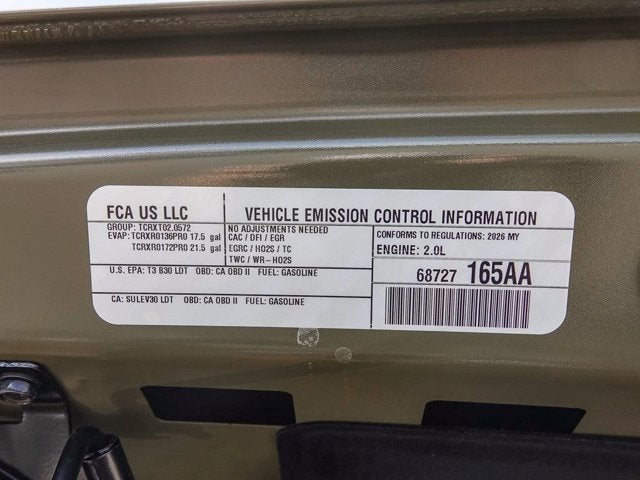 FCA US LLC
VEHICLE EMISSION CONTROL INFORMATION
GROUP: TCRXT02.0572
EVAP: TCRXR0136PR0 17.5 gal
TCRXR0172PR0 21.5 gal
NO ADJUSTMENTS NEEDED
CAC / DFI / EGR
EGRC / HO2S / TC
TWC / WR-HO2S
CONFORMS TO REGULATIONS: 2026 MY
ENGINE: 2.0L
U.S. EPA: T3 B30 LDT OBD: CA OBD II FUEL: GASOLINE
CA: SULEV30 LDT OBD: CA OBD II FUEL: GASOLINE
68727 165AA